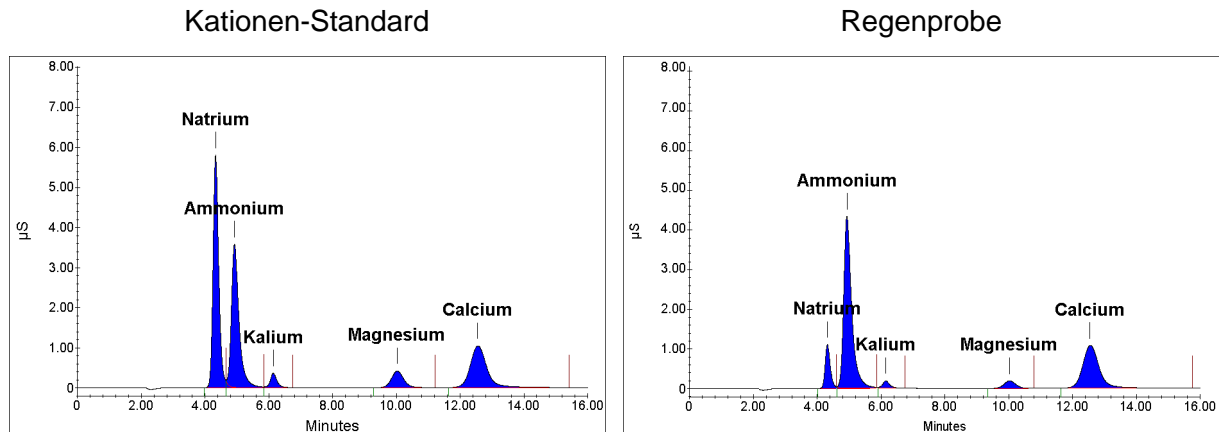 Kationen-Standard
8.00
7.00
6.00
5.00
4.00
3.00
2.00
1.00
0
µS
Natrium
Ammonium
Kalium
Magnesium
Calcium
0 2.00 4.00 6.00 8.00 10.00 12.00 14.00 16.00
Minutes
Regenprobe
8.00
7.00
6.00
5.00
4.00
3.00
2.00
1.00
0
µS
Ammonium
Natrium
Kalium
Magnesium
Calcium
0 2.00 4.00 6.00 8.00 10.00 12.00 14.00 16.00
Minutes